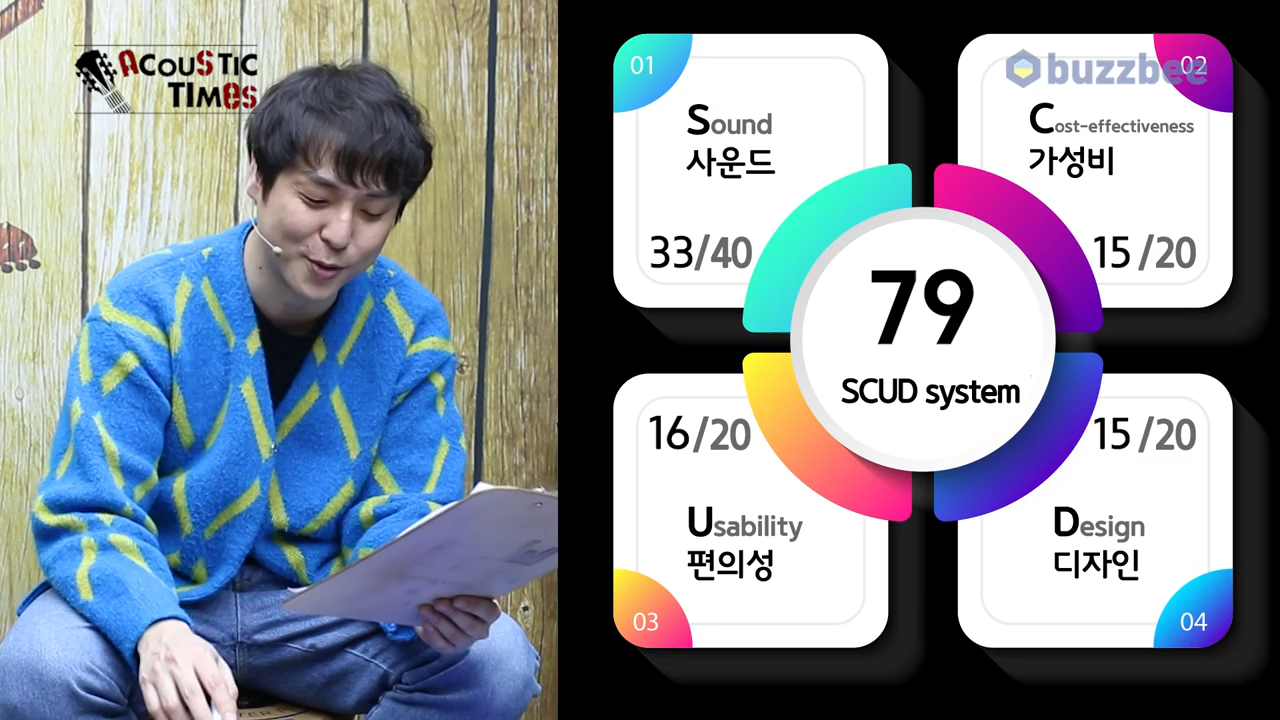 ACOUSTIC
TIMES
01
Sound
사운드
33/40
buzzbee
02
Cost-effectiveness
가성비
15/20
79
SCUD system
16/20
Usability
편의성
03
15/20
Design
디자인
04